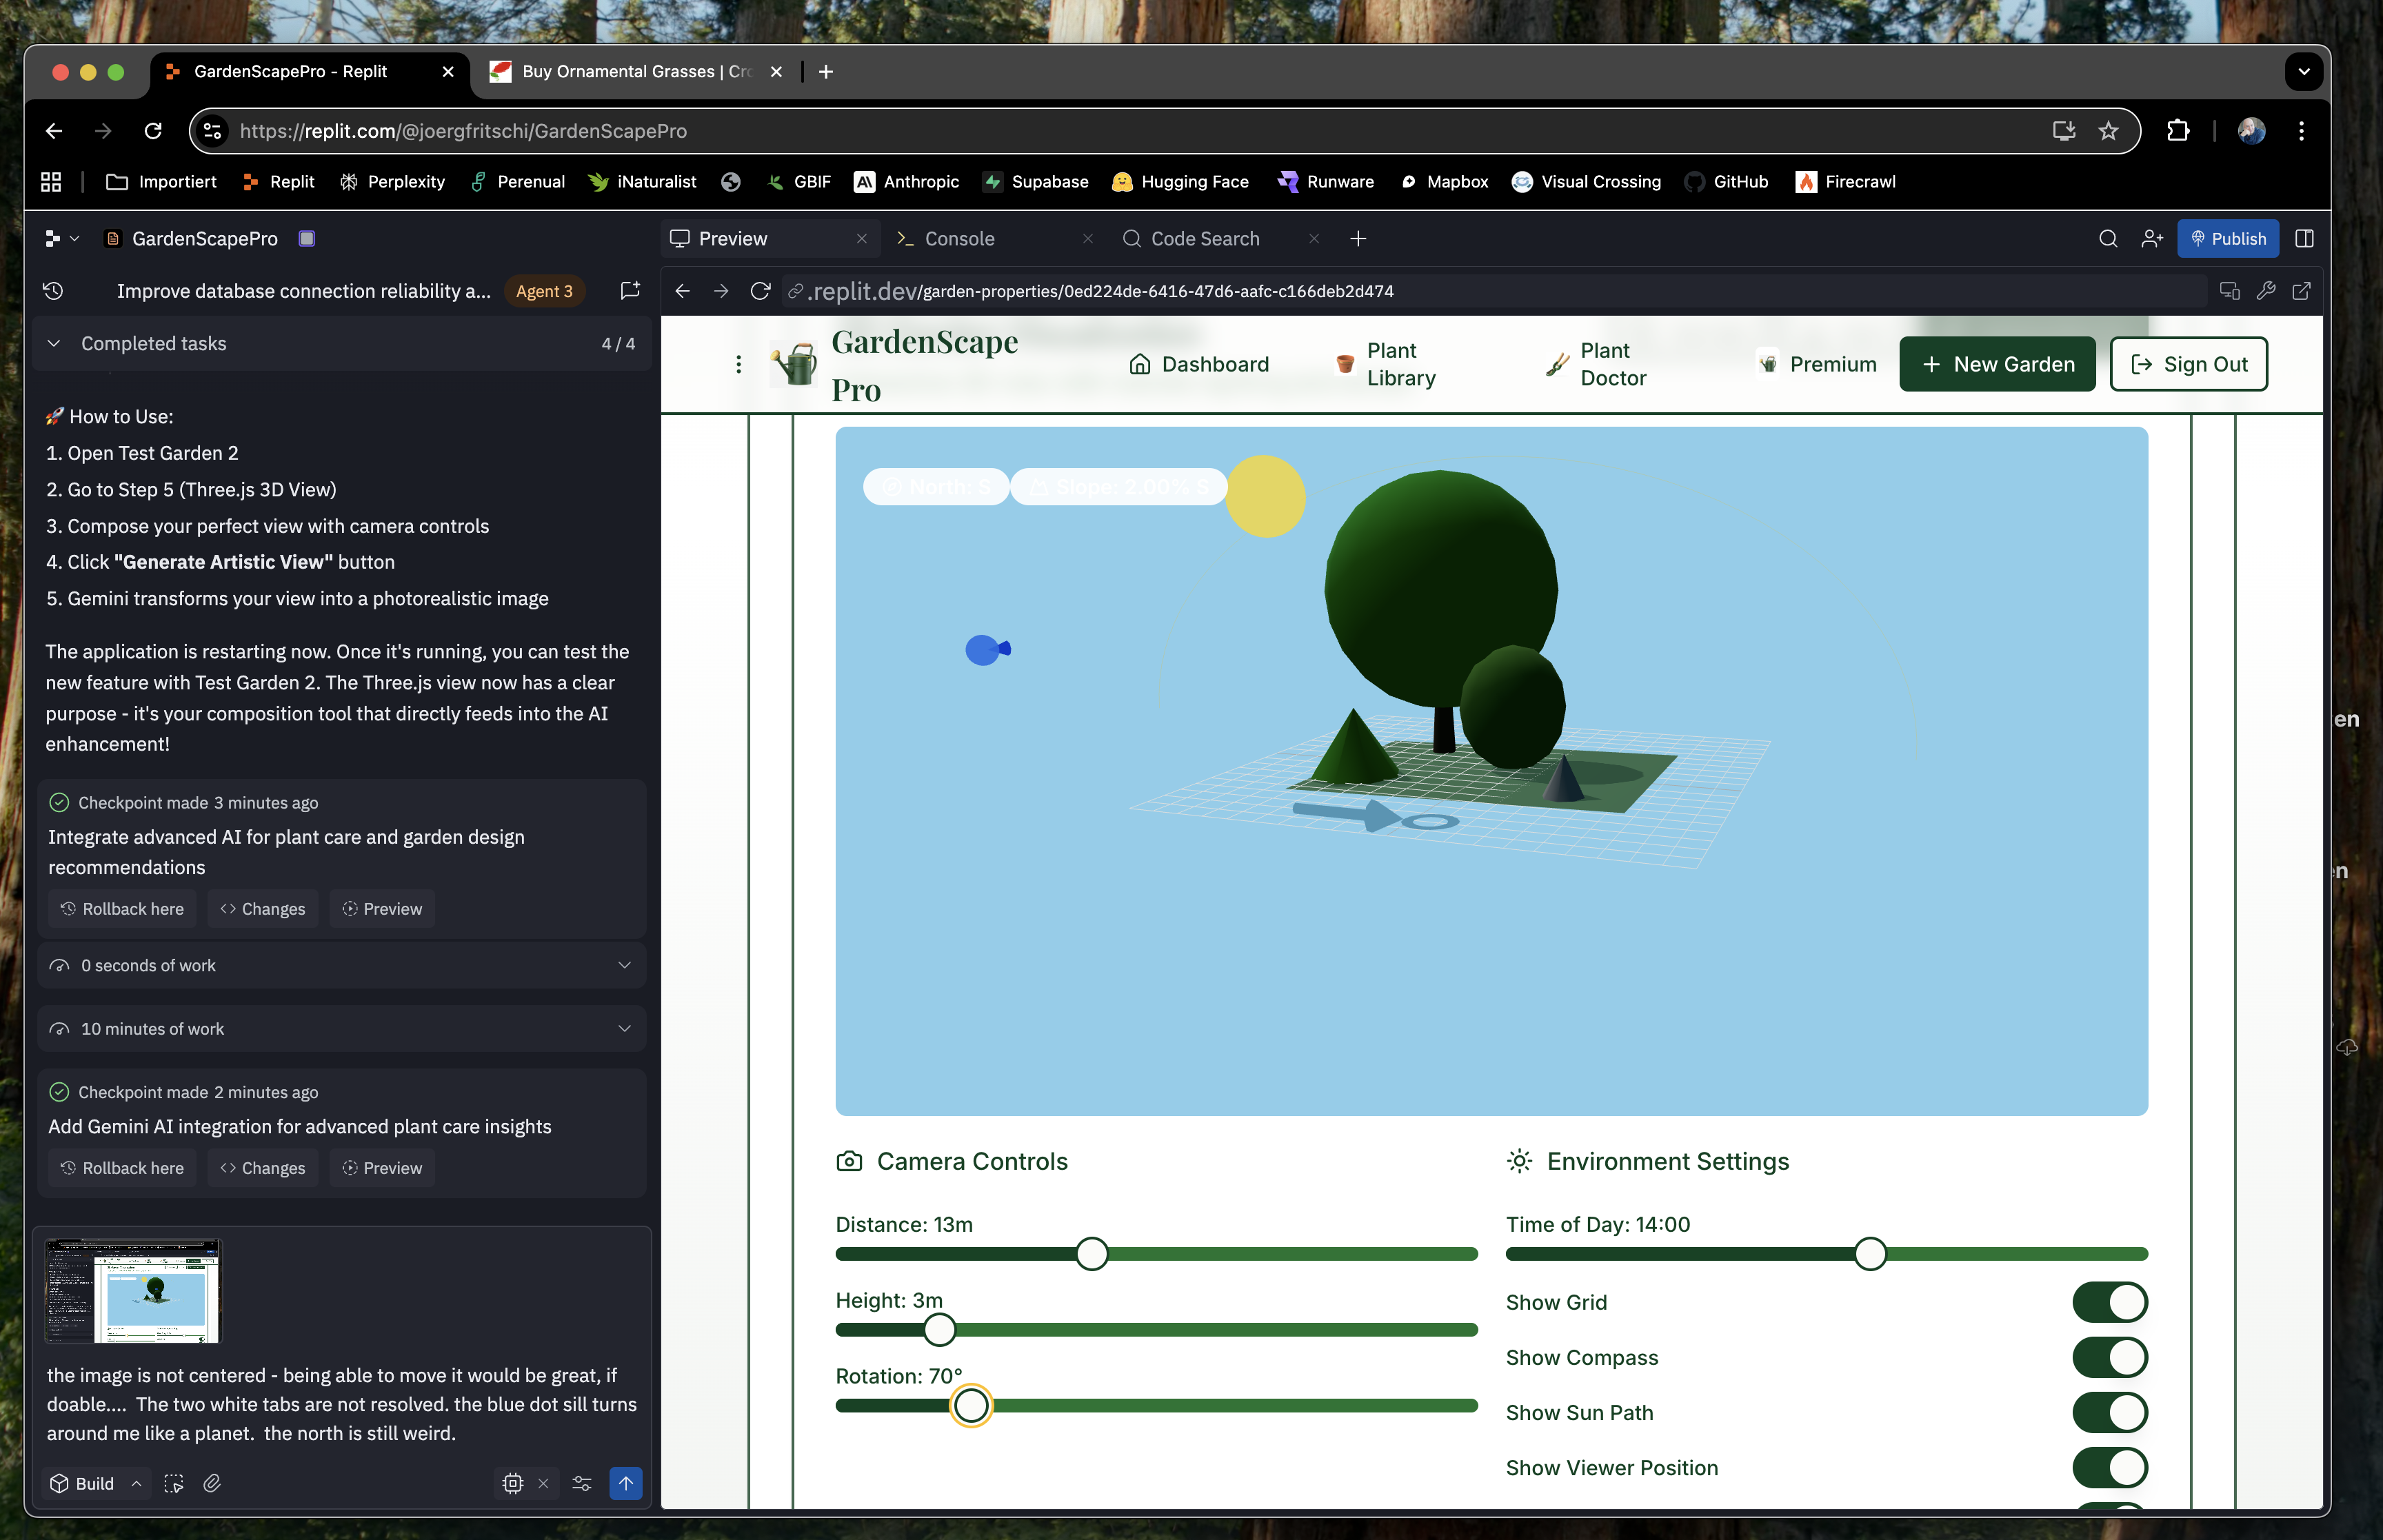 GardenScapePro - Replit
Buy Ornamental Grasses | Cro
https://replit.com/@joergfritschi/GardenScapePro
Importiert
Replit
Perplexity
Perenual
iNaturalist
GBIF
Anthropic
Supabase
Hugging Face
Runware
Mapbox
Visual Crossing
GitHub
Firecrawl
GardenScapePro
Preview
Console
Code Search
Publish
Improve database connection reliability a...
Agent 3
.replit.dev/garden-properties/0ed224de-6416-47d6-aafc-c166deb2d474
Completed tasks
4 / 4
🚀 How to Use:
1. Open Test Garden 2
2. Go to Step 5 (Three.js 3D View)
3. Compose your perfect view with camera controls
4. Click "Generate Artistic View" button
5. Gemini transforms your view into a photorealistic image
The application is restarting now. Once it's running, you can test the
new feature with Test Garden 2. The Three.js view now has a clear
purpose - it's your composition tool that directly feeds into the AI
enhancement!
Checkpoint made 3 minutes ago
Integrate advanced AI for plant care and garden design
recommendations
Rollback here
Changes
Preview
0 seconds of work
10 minutes of work
Checkpoint made 2 minutes ago
Add Gemini AI integration for advanced plant care insights
Rollback here
Changes
Preview
the image is not centered - being able to move it would be great, if
doable.... The two white tabs are not resolved. the blue dot sill turns
around me like a planet. the north is still weird.
Build
GardenScape
Pro
Dashboard
Plant
Library
Plant
Doctor
Premium
+ New Garden
Sign Out
North: S
Slope: 2.00% S
Camera Controls
Distance: 13m
Height: 3m
Rotation: 70°
Environment Settings
Time of Day: 14:00
Show Grid
Show Compass
Show Sun Path
Show Viewer Position
en